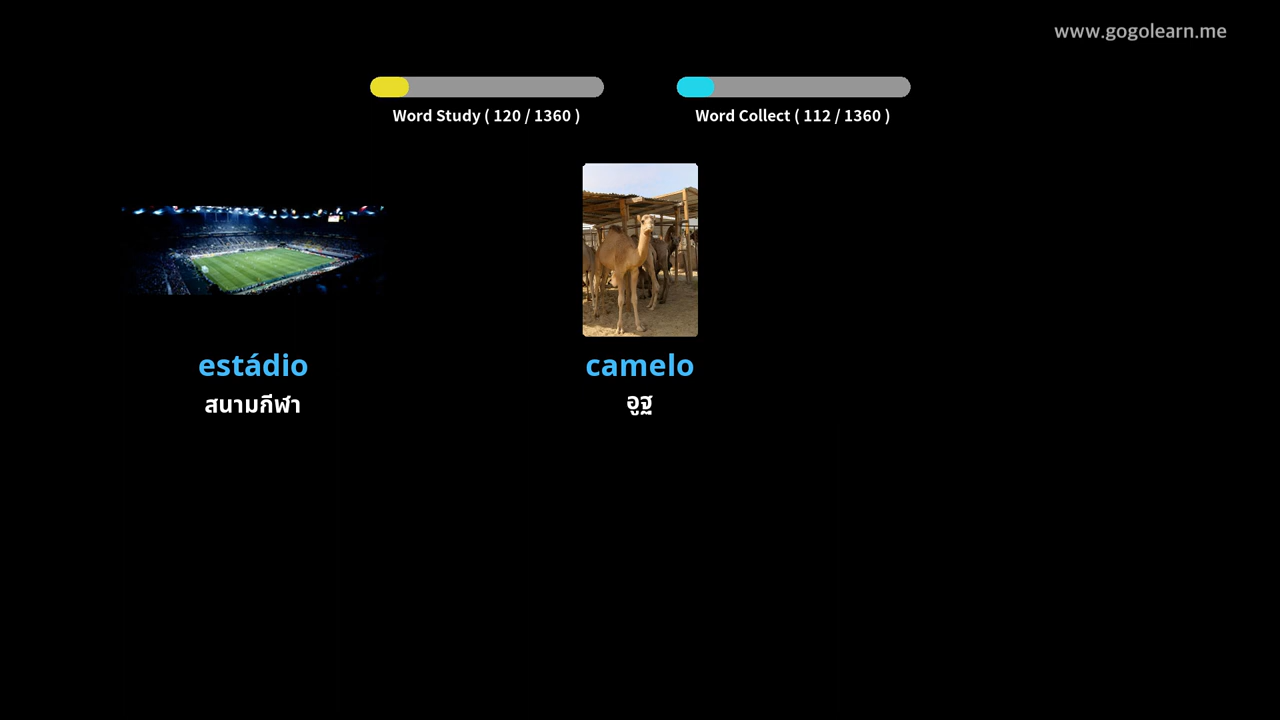 www.gogolearn.me
Word Study ( 120 / 1360 )
Word Collect ( 112 / 1360 )
estádio
สนามกีฬา
camelo
อูฐ